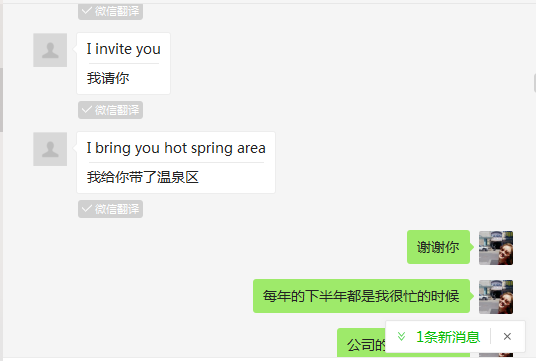 微信翻译
I invite you
我请你
微信翻译
I bring you hot spring area
我给你带了温泉区
微信翻译
谢谢你
每年的下半年都是我很忙的时候
公司的
1条新消息